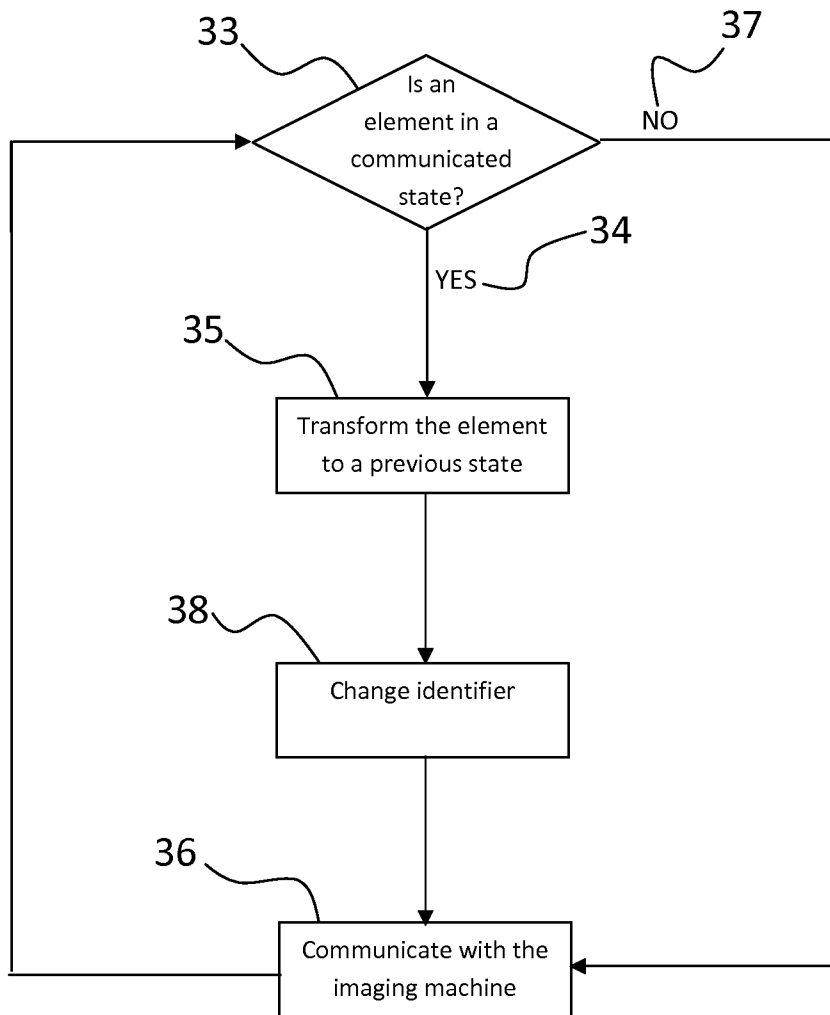 33
37
Is an
element in a
communicated
state?
NO
34
YES
35
Transform the element
to a previous state
38
Change identifier
36
Communicate with the
imaging machine